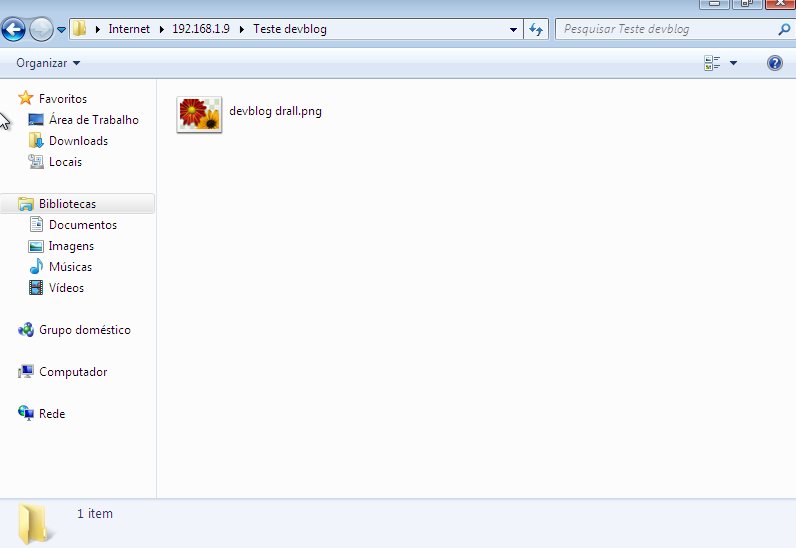 Internet 192.168.1.9 Teste devblog Pesquisar Teste devblog
Organizar
Favoritos
Área de Trabalho
Downloads
Locais
Bibliotecas
Documentos
Imagens
Músicas
Vídeos
Grupo doméstico
Computador
Rede
devblog drall.png
1 item